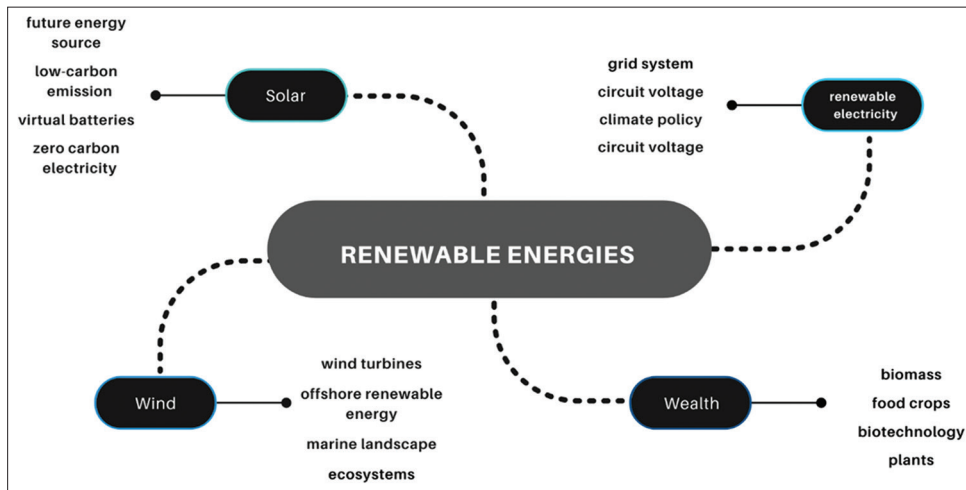 future energy
source
low-carbon
emission
virtual batteries
zero carbon
electricity
Solar
grid system
circuit voltage
climate policy
circuit voltage
renewable
electricity
RENEWABLE ENERGIES
Wind
wind turbines
offshore renewable
energy
marine landscape
ecosystems
Wealth
biomass
food crops
biotechnology
plants